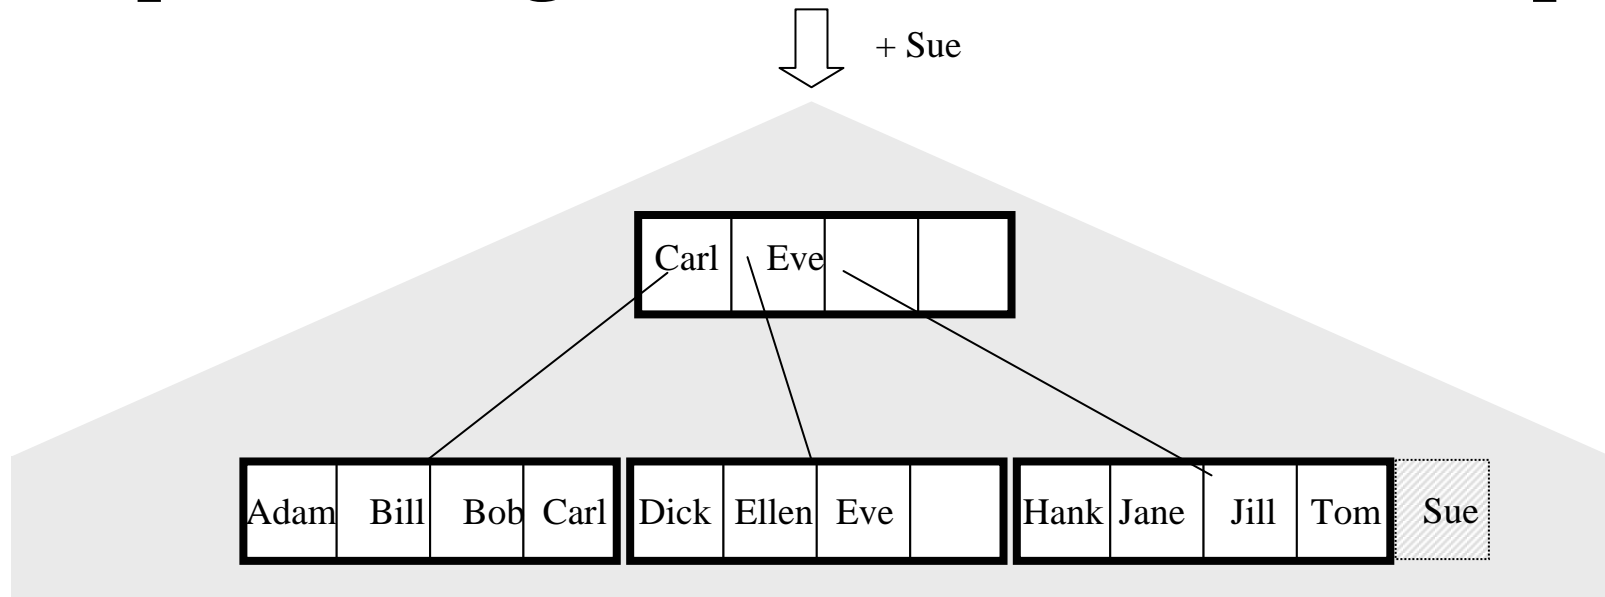 + Sue
Carl Eve
Adam Bill Bob Carl Dick Ellen Eve Hank Jane Jill Tom Sue